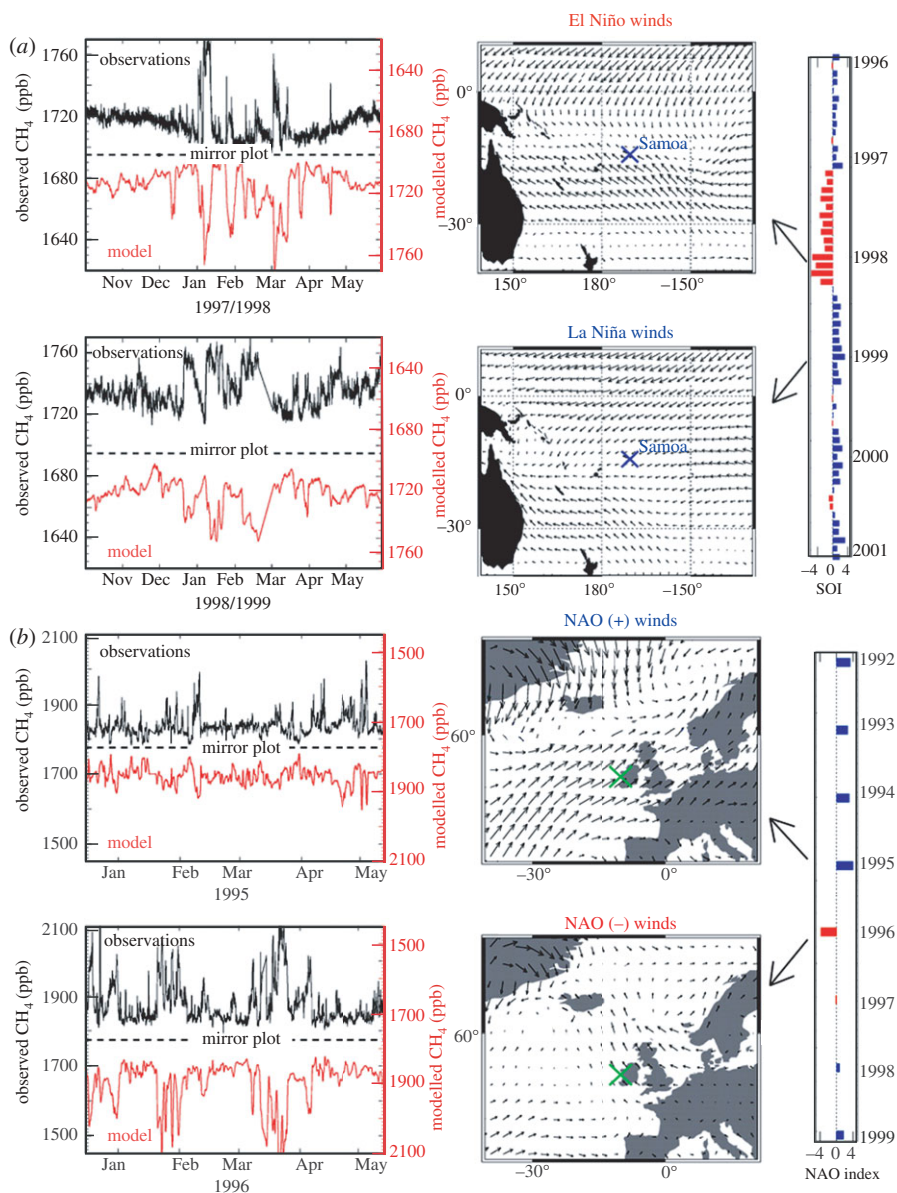 (a)
1760
1720
1680
1640
observed CH4 (ppb)
observations
mirror plot
model
1640
1680
1720
1760
modelled CH4 (ppb)
Nov Dec Jan Feb Mar Apr May
1997/1998
El Niño winds
0°
−30°
Samoa
150° 180° −150°
1760
1720
1680
1640
observed CH4 (ppb)
observations
mirror plot
model
1640
1680
1720
1760
modelled CH4 (ppb)
Nov Dec Jan Feb Mar Apr May
1998/1999
La Niña winds
0°
−30°
Samoa
150° 180° −150°
1996
1997
1998
1999
2000
2001
−4 0 4
SOI
(b)
2100
1900
1700
1500
observed CH4 (ppb)
observations
mirror plot
model
1500
1700
1900
2100
modelled CH4 (ppb)
Jan Feb Mar Apr May
1995
NAO (+) winds
60°
−30° 0°
2100
1900
1700
1500
observed CH4 (ppb)
observations
mirror plot
model
1500
1700
1900
2100
modelled CH4 (ppb)
Jan Feb Mar Apr May
1996
NAO (−) winds
60°
−30° 0°
1992
1993
1994
1995
1996
1997
1998
1999
−4 0 4
NAO index